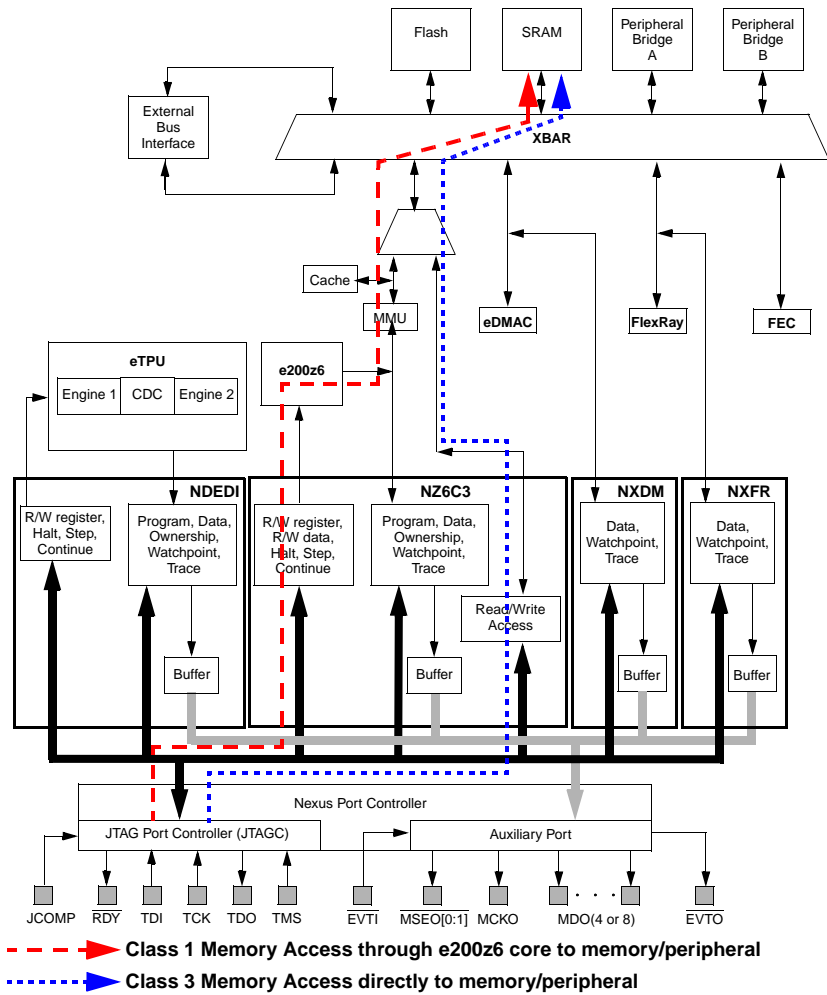 Flash
SRAM
Peripheral
Bridge
A
Peripheral
Bridge
B
External
Bus
Interface
XBAR
Cache
MMU
eDMAC
FlexRay
FEC
eTPU
Engine 1
CDC
Engine 2
e200z6
NDEDI
NZ6C3
NXDM
NXFR
R/W register,
Halt, Step,
Continue
Program, Data,
Ownership,
Watchpoint,
Trace
R/W register,
R/W data,
Halt, Step,
Continue
Program, Data,
Ownership,
Watchpoint,
Trace
Read/Write
Access
Data,
Watchpoint,
Trace
Data,
Watchpoint,
Trace
Buffer
Buffer
Buffer
Buffer
Nexus Port Controller
JTAG Port Controller (JTAGC)
Auxiliary Port
JCOMP
RDY
TDI
TCK
TDO
TMS
EVTI
MSEO[0:1]
MCKO
MDO(4 or 8)
EVTO
Class 1 Memory Access through e200z6 core to memory/peripheral
Class 3 Memory Access directly to memory/peripheral